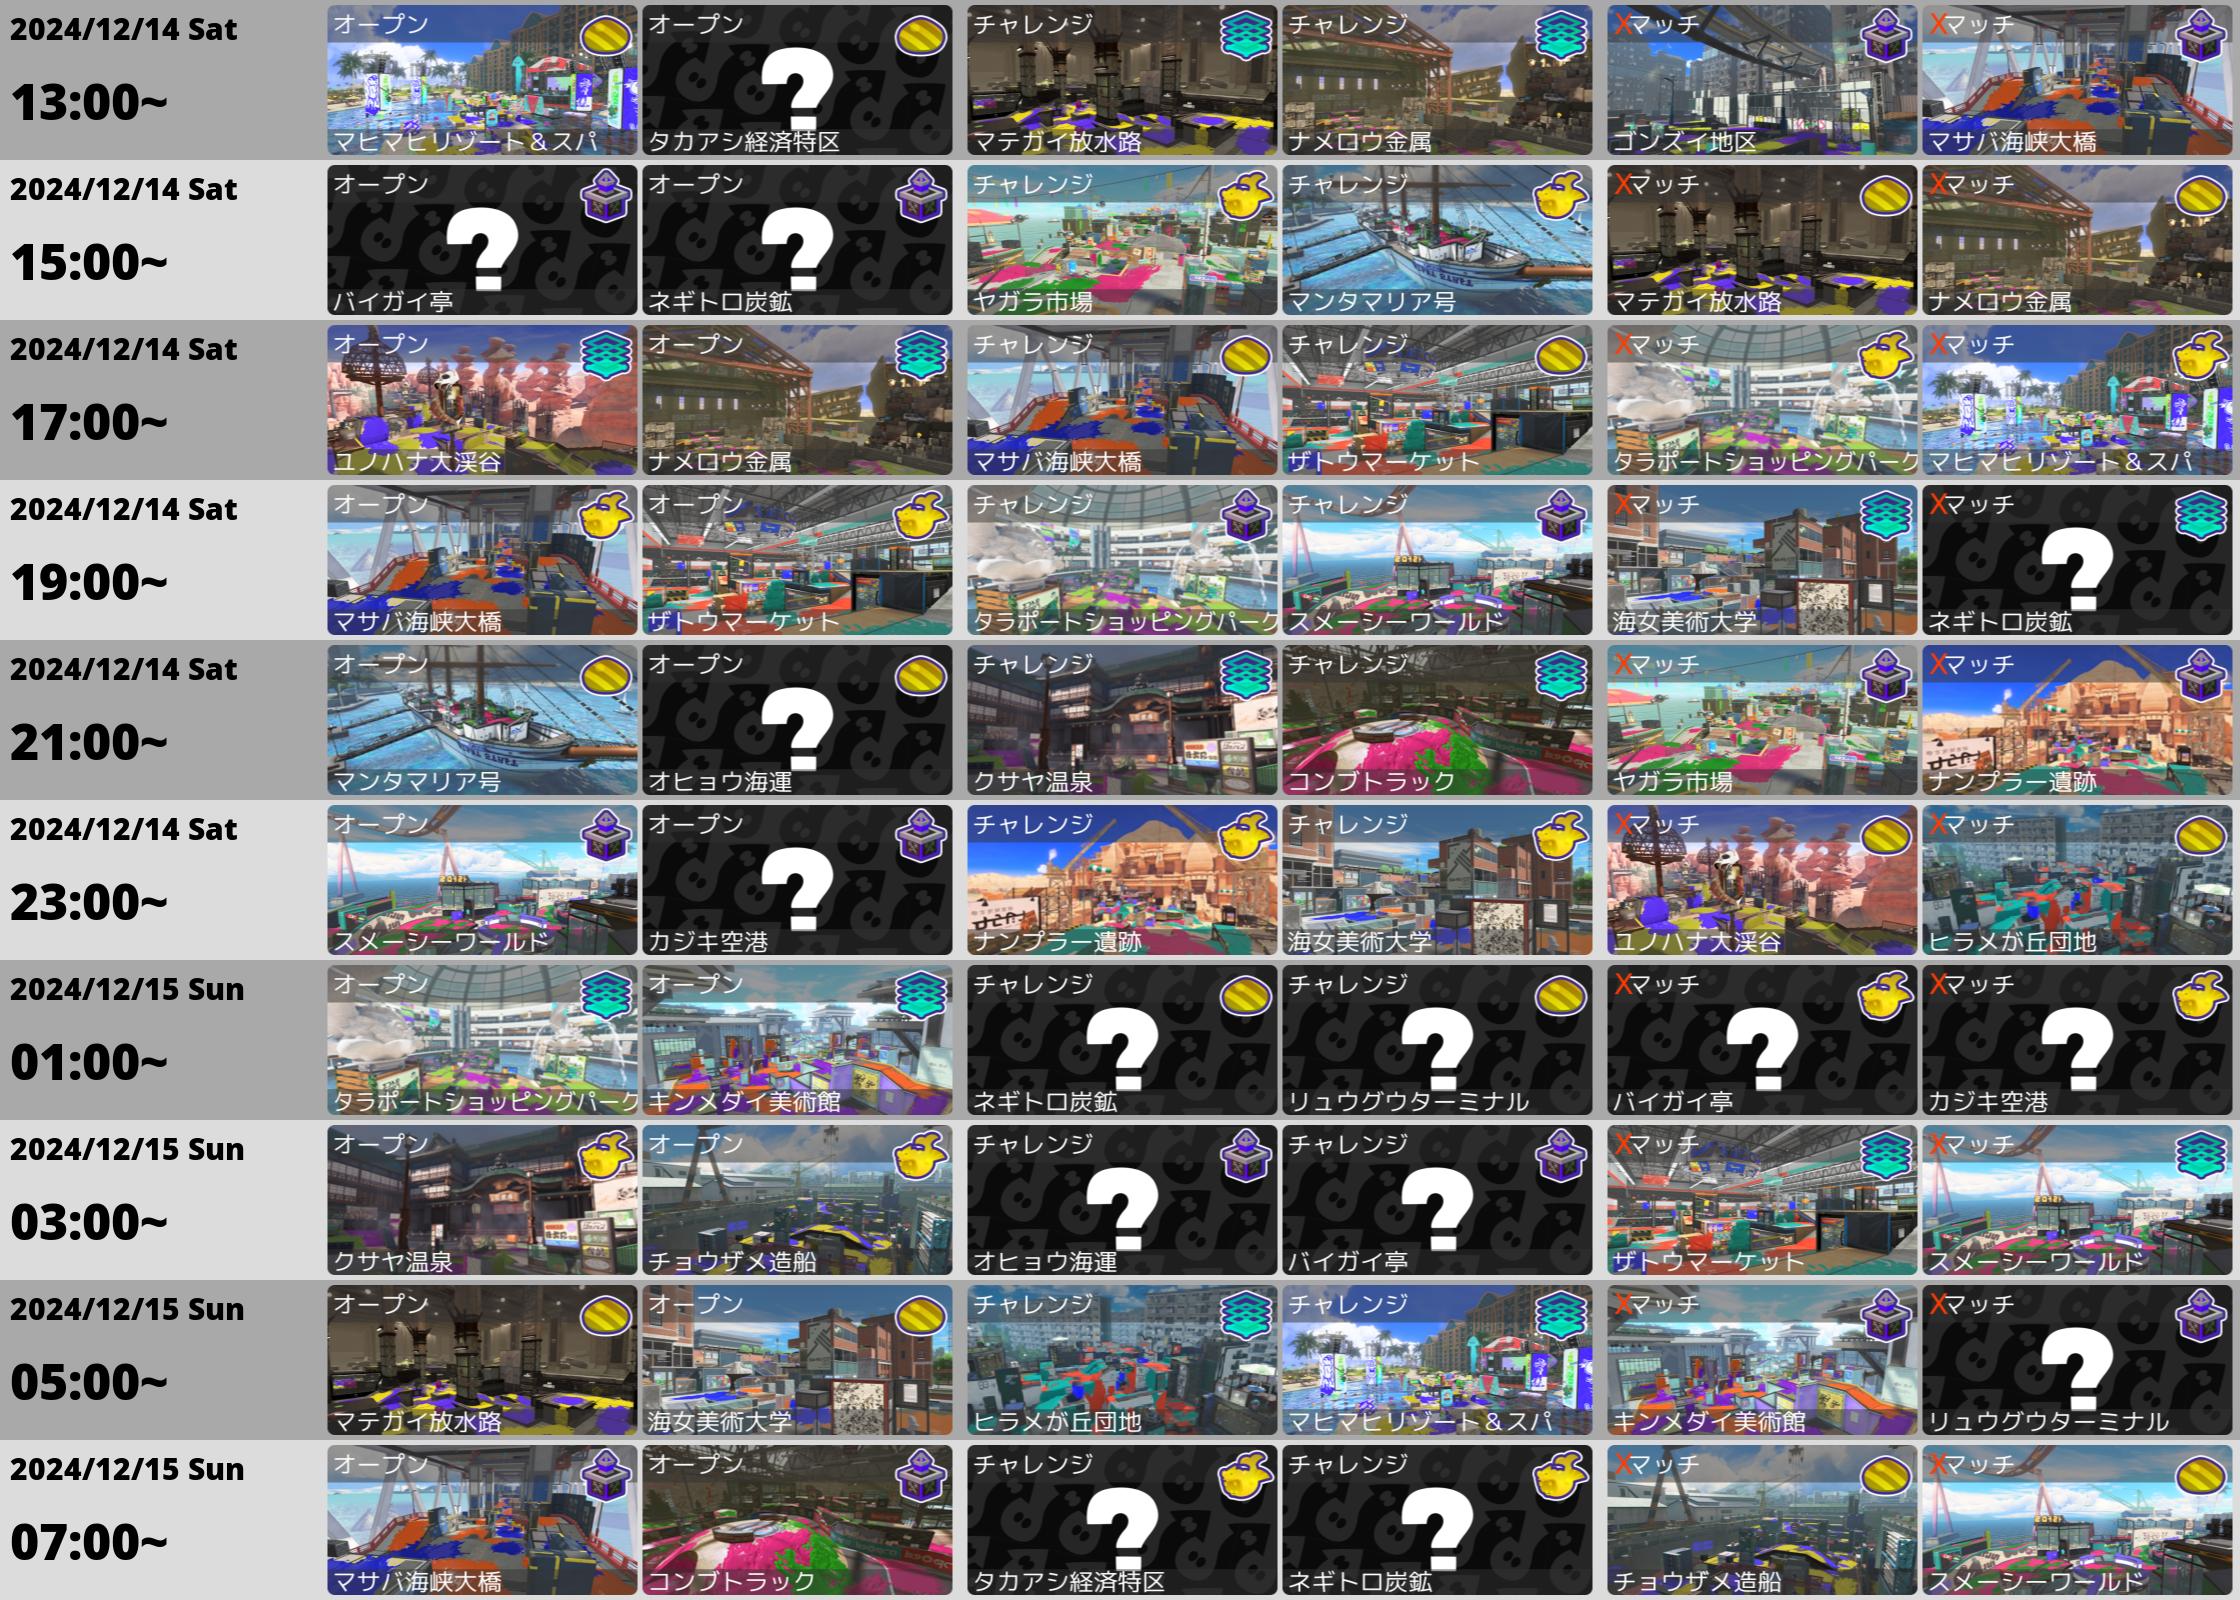 2024/12/14 Sat
13:00~
オープン
マヒマヒリゾート＆スパ
オープン
タカアシ経済特区
チャレンジ
マテガイ放水路
チャレンジ
ナメロウ金属
Xマッチ
ゴンズイ地区
Xマッチ
マサバ海峡大橋
2024/12/14 Sat
15:00~
オープン
バイガイ亭
オープン
ネギトロ炭鉱
チャレンジ
ヤガラ市場
チャレンジ
マンタマリア号
Xマッチ
マテガイ放水路
Xマッチ
ナメロウ金属
2024/12/14 Sat
17:00~
オープン
ユノハナ大渓谷
オープン
ナメロウ金属
チャレンジ
マサバ海峡大橋
チャレンジ
ザトウマーケット
Xマッチ
タラポートショッピングパーク
Xマッチ
マヒマヒリゾート＆スパ
2024/12/14 Sat
19:00~
オープン
マサバ海峡大橋
オープン
ザトウマーケット
チャレンジ
タラポートショッピングパーク
チャレンジ
スメーシーワールド
Xマッチ
海女美術大学
Xマッチ
ネギトロ炭鉱
2024/12/14 Sat
21:00~
オープン
マンタマリア号
オープン
オヒョウ海運
チャレンジ
クサヤ温泉
チャレンジ
コンブトラック
Xマッチ
ヤガラ市場
Xマッチ
ナンプラー遺跡
2024/12/14 Sat
23:00~
オープン
スメーシーワールド
オープン
カジキ空港
チャレンジ
ナンプラー遺跡
チャレンジ
海女美術大学
Xマッチ
ユノハナ大渓谷
Xマッチ
ヒラメが丘団地
2024/12/15 Sun
01:00~
オープン
タラポートショッピングパーク
オープン
キンメダイ美術館
チャレンジ
ネギトロ炭鉱
チャレンジ
リュウグウターミナル
Xマッチ
バイガイ亭
Xマッチ
カジキ空港
2024/12/15 Sun
03:00~
オープン
クサヤ温泉
オープン
チョウザメ造船
チャレンジ
オヒョウ海運
チャレンジ
バイガイ亭
Xマッチ
ザトウマーケット
Xマッチ
スメーシーワールド
2024/12/15 Sun
05:00~
オープン
マテガイ放水路
オープン
海女美術大学
チャレンジ
ヒラメが丘団地
チャレンジ
マヒマヒリゾート＆スパ
Xマッチ
キンメダイ美術館
Xマッチ
リュウグウターミナル
2024/12/15 Sun
07:00~
オープン
マサバ海峡大橋
オープン
コンブトラック
チャレンジ
タカアシ経済特区
チャレンジ
ネギトロ炭鉱
Xマッチ
チョウザメ造船
Xマッチ
スメーシーワールド